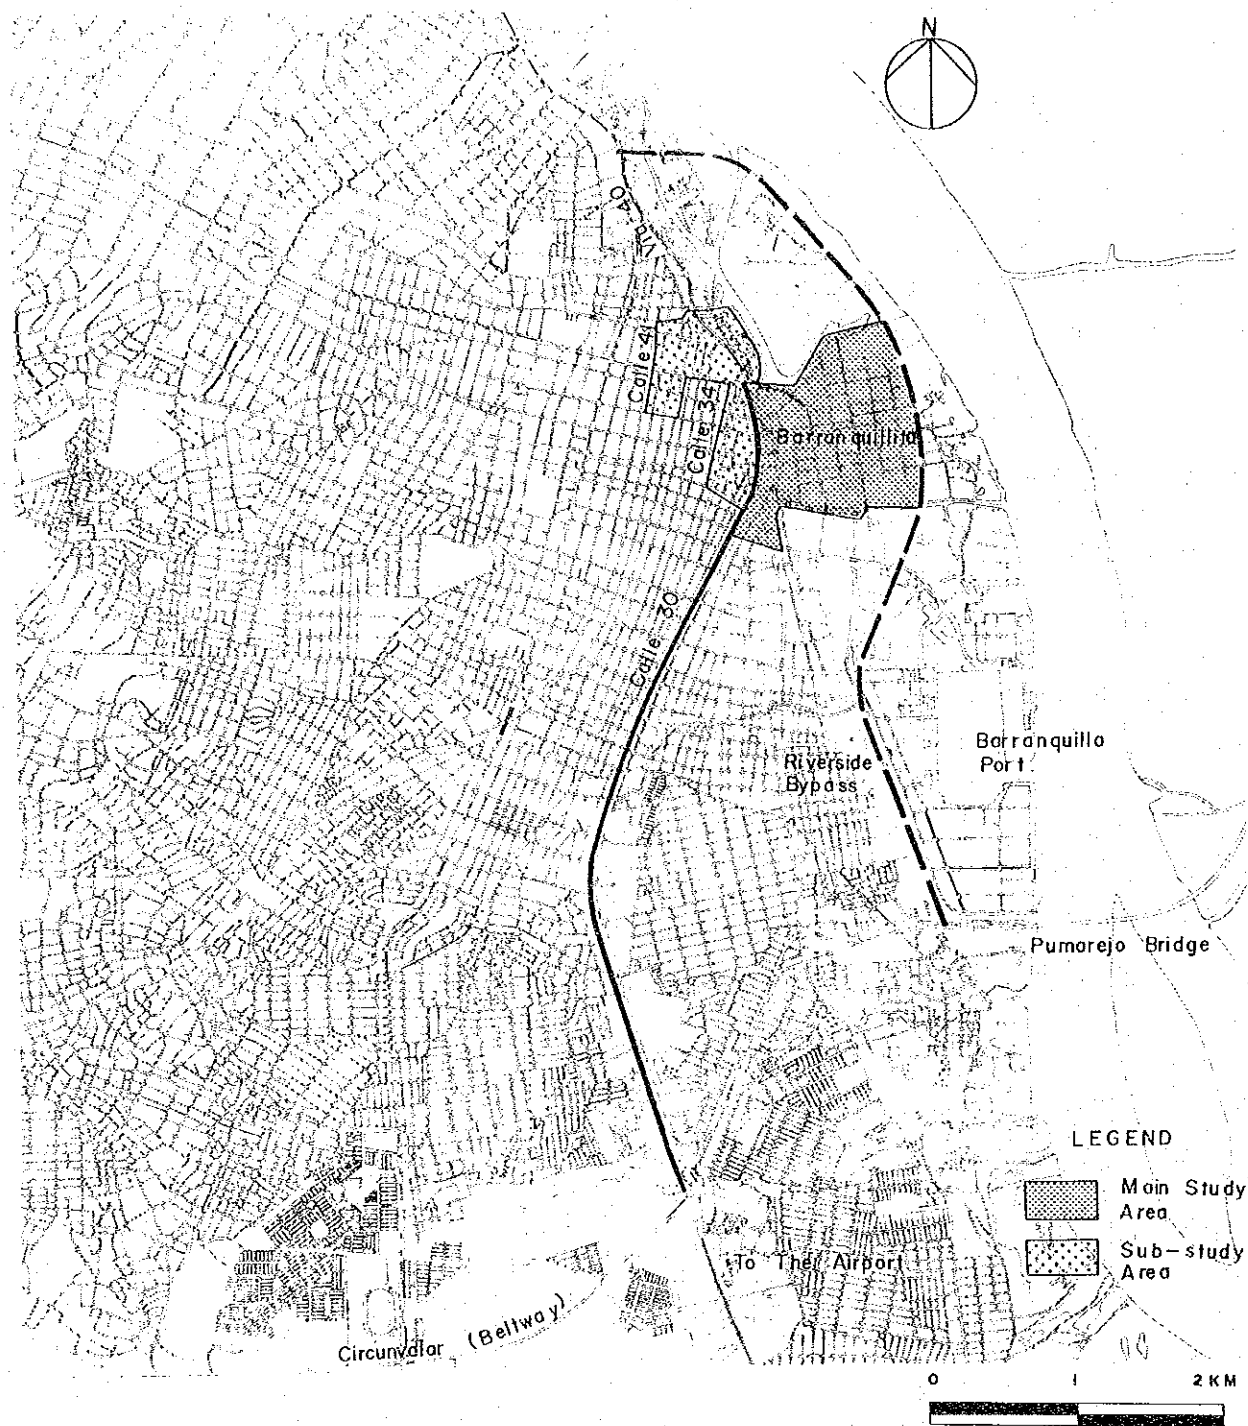 N
Via 40
Calle 41
Calle 34
Barranquillita
Calle 30
Barranquilla
Port
Riverside
Bypass
Pumarejo Bridge
LEGEND
Main Study
Area
Sub-study
Area
To The Airport
Circunvalar (Beltway)
0 1 2 KM